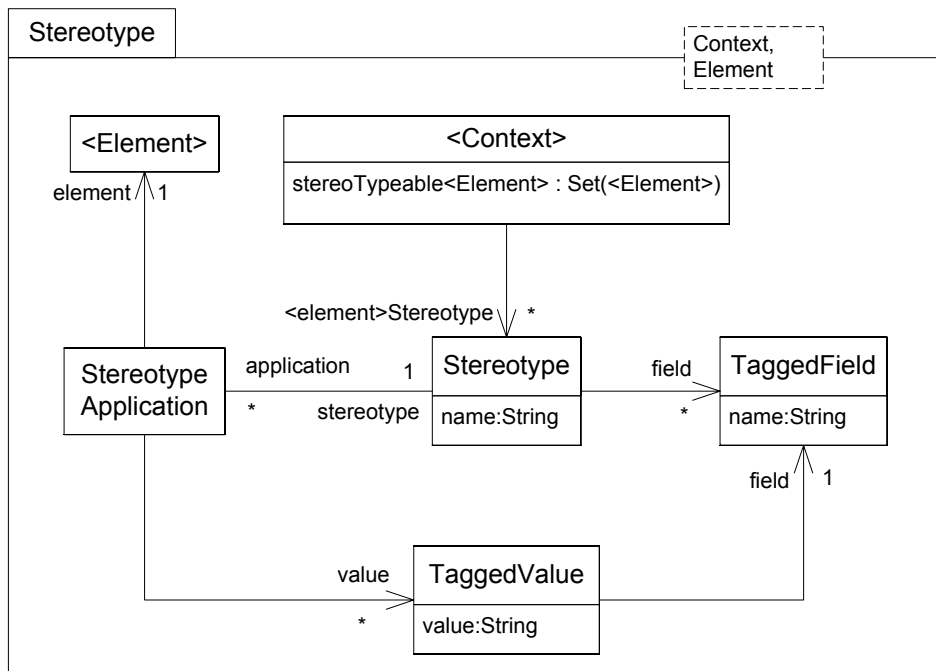 Stereotype
Context,
Element
<Element>
<Context>
stereoTypeable<Element> : Set(<Element>)
element 1
<element>Stereotype *
Stereotype
Application
application 1
* stereotype
Stereotype
name:String
field
*
TaggedField
name:String
field 1
value
*
TaggedValue
value:String